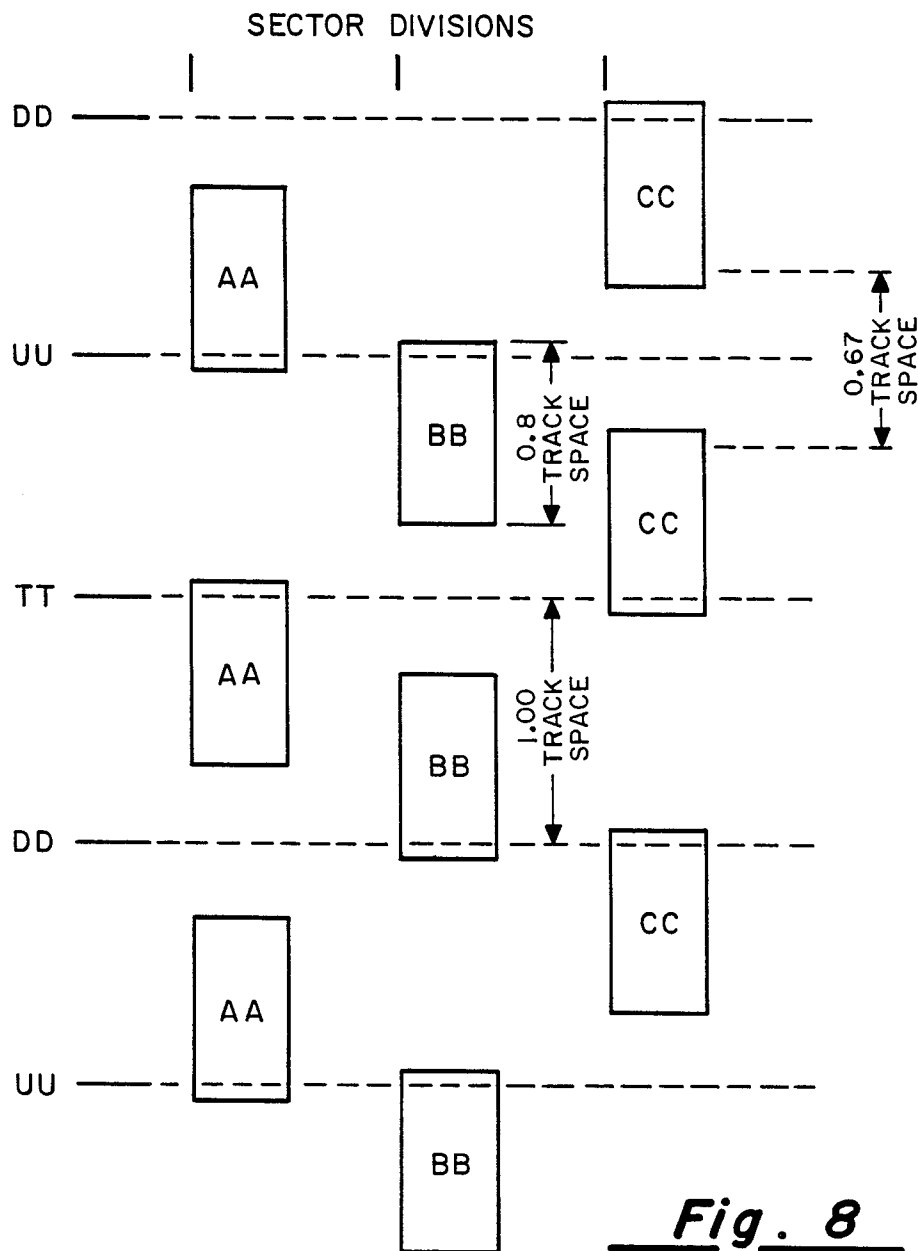 SECTOR DIVISIONS
DD
CC
AA
UU
0.67
TRACK
SPACE
BB
0.8
TRACK
SPACE
CC
TT
AA
1.00
TRACK
SPACE
BB
DD
CC
AA
UU
BB
Fig. 8